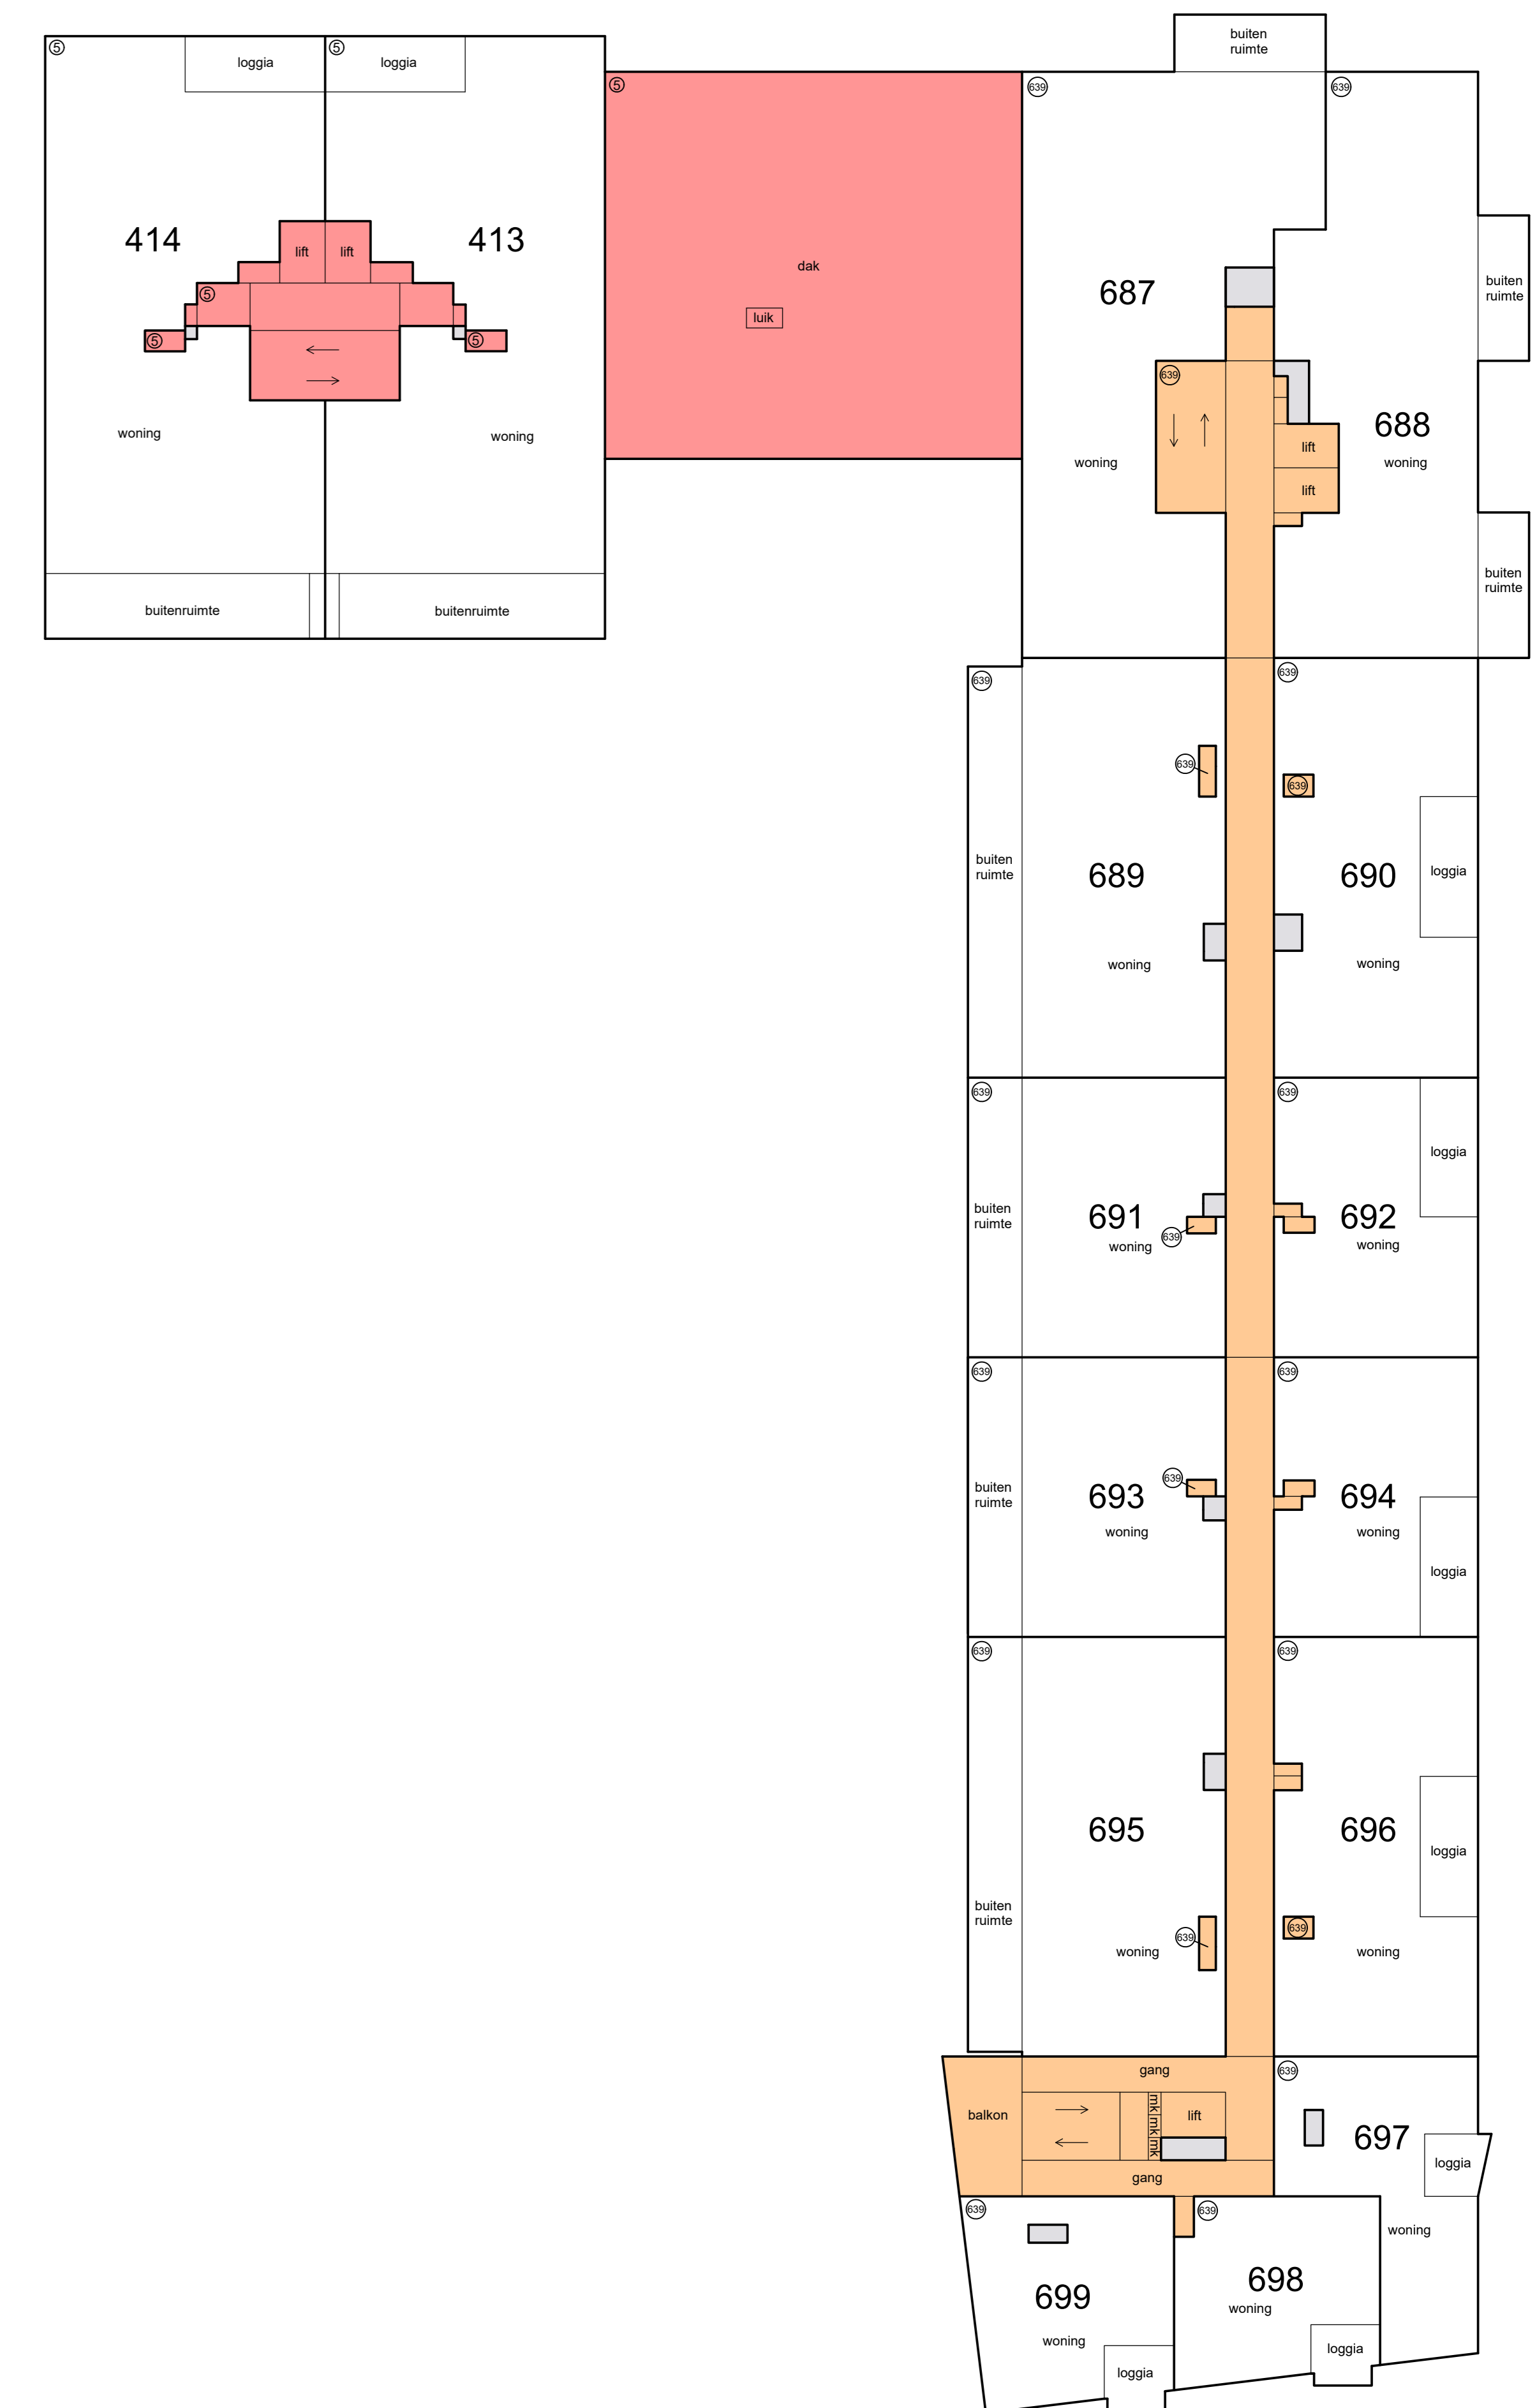 buiten
ruimte
5
loggia
5
loggia
5
639
639
414
lift
lift
413
5
5
5
woning
woning
buitenruimte
buitenruimte
dak
luik
687
639
woning
lift
lift
688
woning
buiten
ruimte
buiten
ruimte
639
639
639
639
buiten
ruimte
689
690
loggia
woning
woning
639
639
loggia
buiten
ruimte
691
639
woning
692
woning
639
639
639
buiten
ruimte
693
woning
694
woning
loggia
639
639
695
696
loggia
buiten
ruimte
639
639
woning
woning
gang
639
balkon
mk
mk
mk
lift
697
loggia
gang
639
639
woning
699
698
woning
woning
loggia
loggia